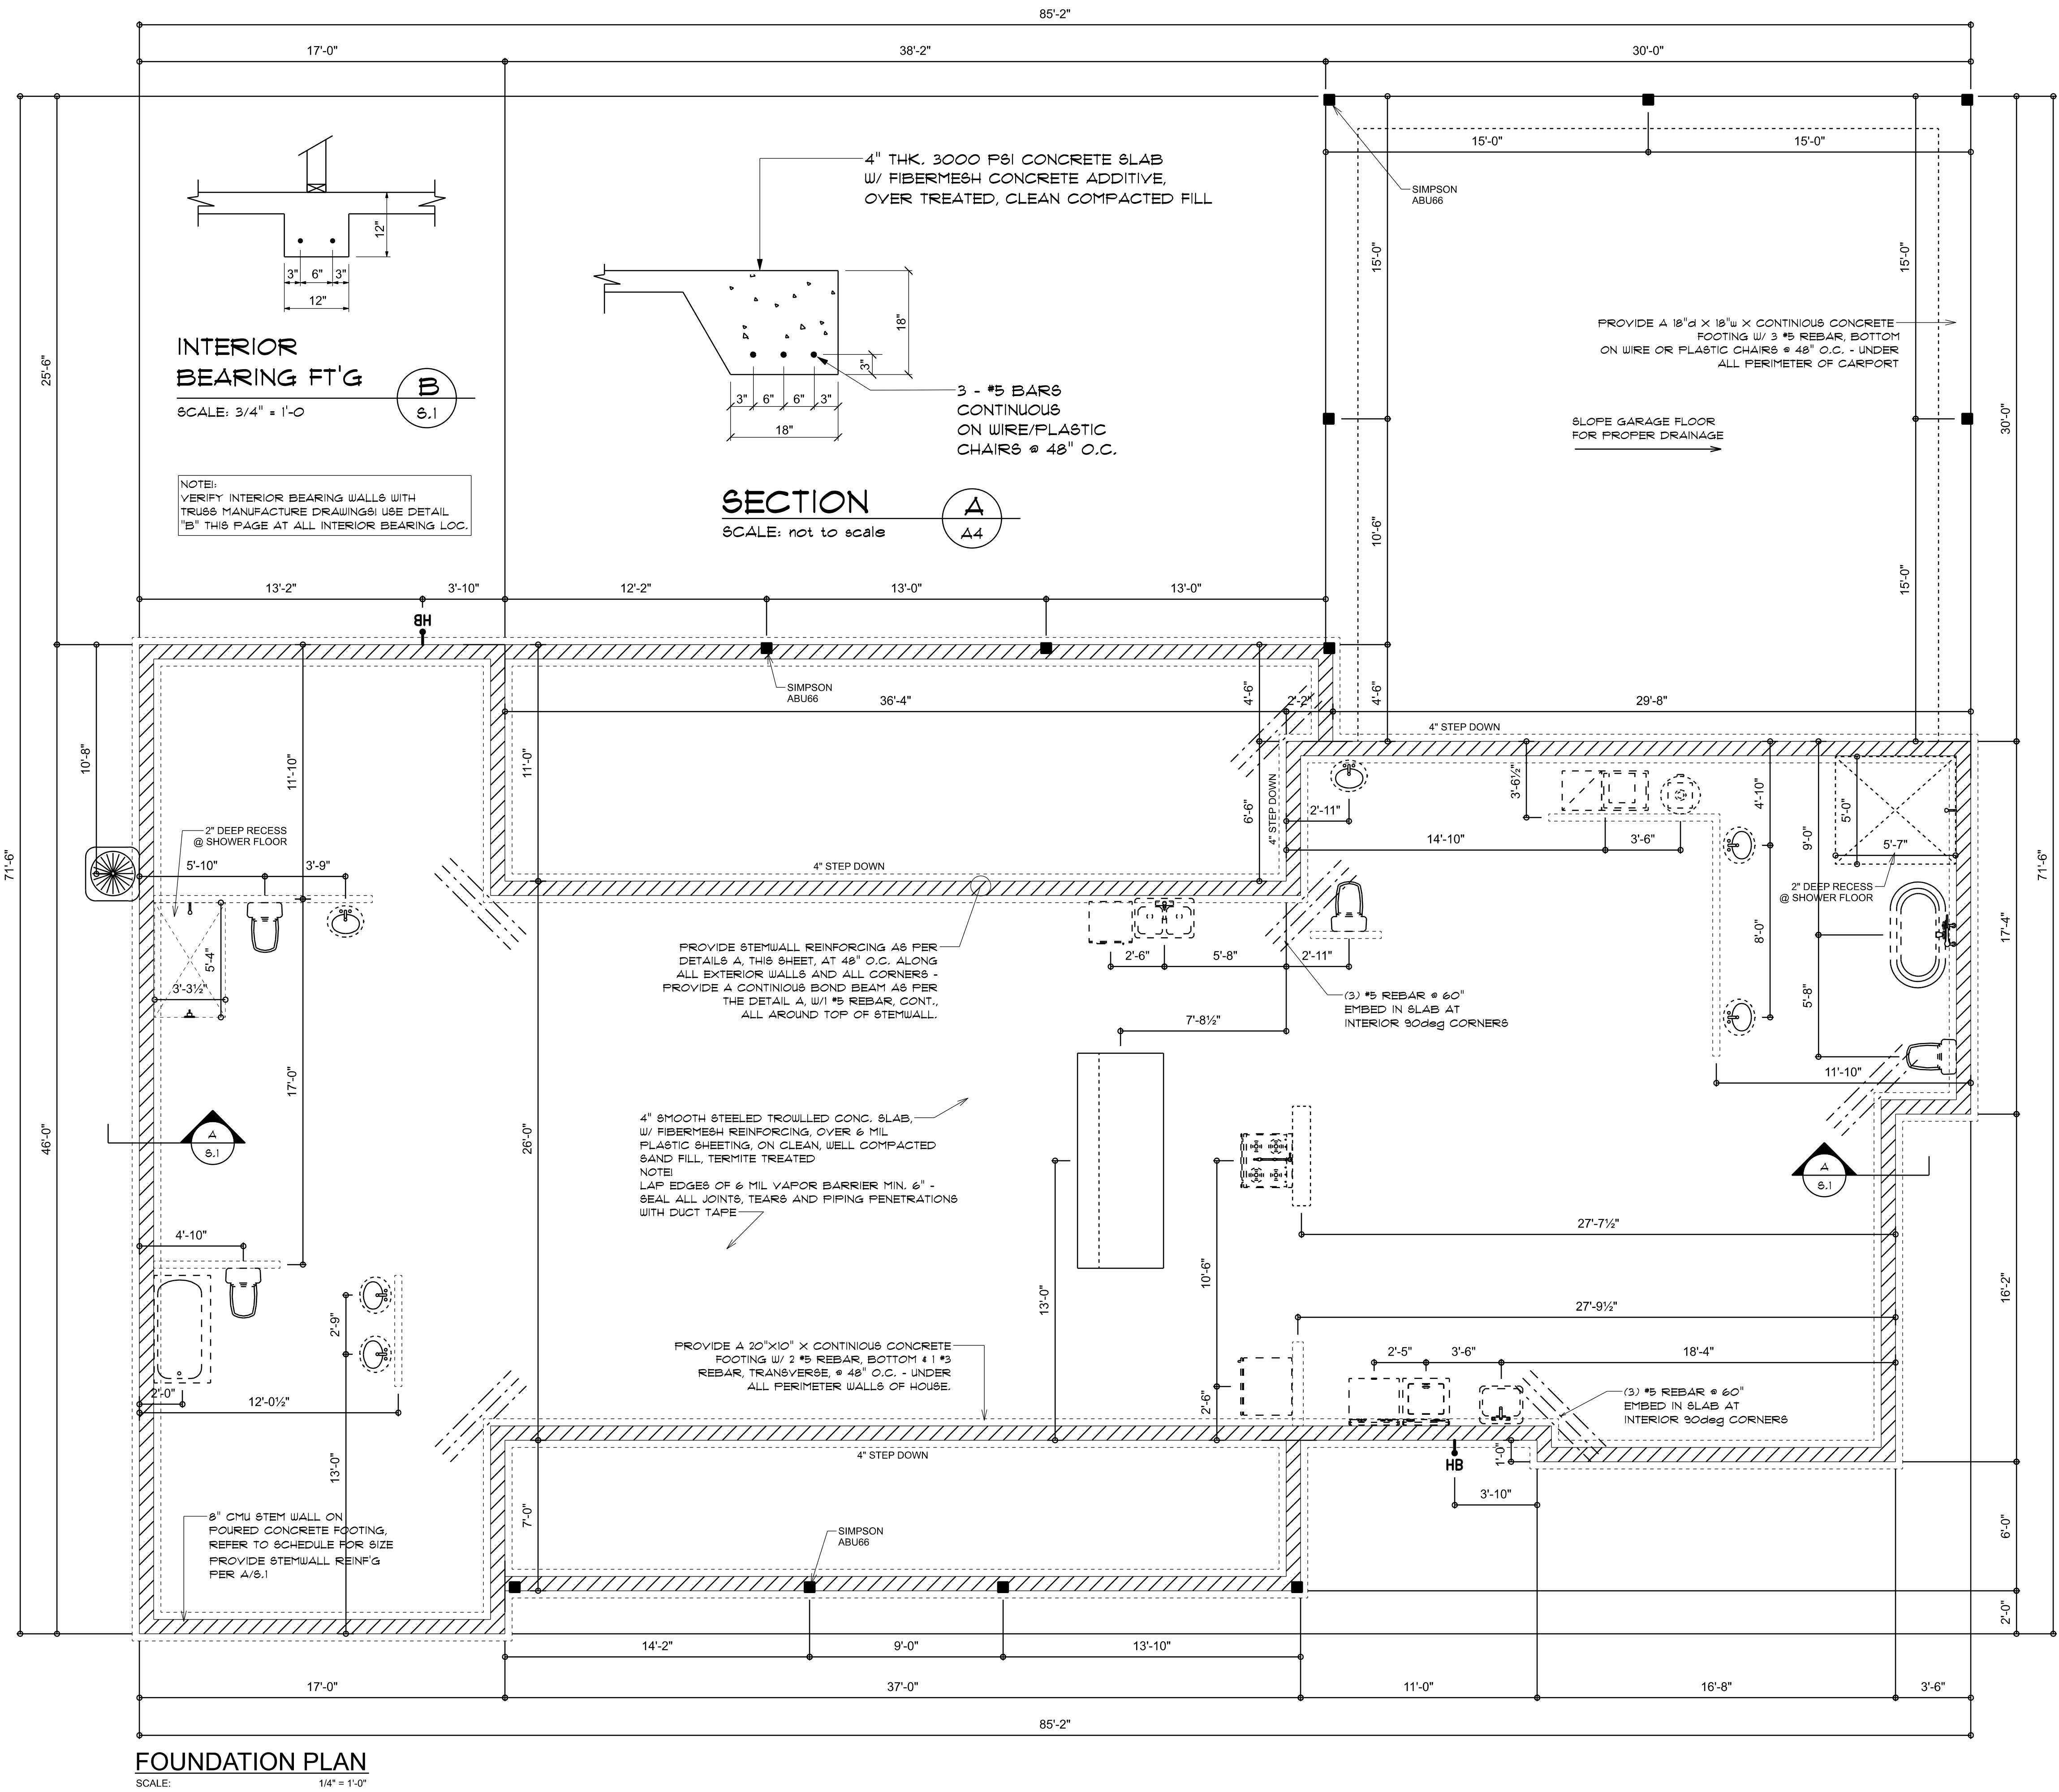 85'-2"
17'-0"
38'-2"
30'-0"
15'-0"
15'-0"
SIMPSON
ABU66
15'-0"
15'-0"
25'-6"
71'-6"
12"
3"
6"
3"
12"
INTERIOR
BEARING FT'G
SCALE: 3/4" = 1'-0
B
S.1
NOTE!:
VERIFY INTERIOR BEARING WALLS WITH
TRUSS MANUFACTURE DRAWINGS! USE DETAIL
"B" THIS PAGE AT ALL INTERIOR BEARING LOC.
4" THK. 3000 PSI CONCRETE SLAB
W/ FIBERMESH CONCRETE ADDITIVE,
OVER TREATED, CLEAN COMPACTED FILL
18"
3"
3"
6"
6"
3"
18"
3 - #5 BARS
CONTINUOUS
ON WIRE/PLASTIC
CHAIRS @ 48" O.C.
SECTION
SCALE: not to scale
A
A4
PROVIDE A 18"d X 18"w X CONTINIOUS CONCRETE
FOOTING W/ 3 #5 REBAR, BOTTOM
ON WIRE OR PLASTIC CHAIRS @ 48" O.C. - UNDER
ALL PERIMETER OF CARPORT
SLOPE GARAGE FLOOR
FOR PROPER DRAINAGE
30'-0"
10'-6"
15'-0"
13'-2"
3'-10"
12'-2"
13'-0"
13'-0"
HB
SIMPSON
ABU66
36'-4"
4'-6"
2'-2"
4'-6"
29'-8"
4" STEP DOWN
10'-8"
11'-10"
11'-0"
6'-6"
4" STEP DOWN
4" STEP DOWN
2'-11"
3'-6½"
14'-10"
3'-6"
4'-10"
9'-0"
5'-0"
5'-7"
2" DEEP RECESS
@ SHOWER FLOOR
71'-6"
17'-4"
2" DEEP RECESS
@ SHOWER FLOOR
5'-10"
3'-9"
5'-4"
3'-3½"
PROVIDE STEMWALL REINFORCING AS PER
DETAILS A, THIS SHEET, AT 48" O.C. ALONG
ALL EXTERIOR WALLS AND ALL CORNERS -
PROVIDE A CONTINIOUS BOND BEAM AS PER
THE DETAIL A, W/1 #5 REBAR, CONT.,
ALL AROUND TOP OF STEMWALL.
2'-6"
5'-8"
2'-11"
8'-0"
5'-8"
(3) #5 REBAR @ 60"
EMBED IN SLAB AT
INTERIOR 90deg CORNERS
7'-8½"
11'-10"
17'-0"
A
S.1
46'-0"
26'-0"
4" SMOOTH STEELED TROWLLED CONC. SLAB,
W/ FIBERMESH REINFORCING, OVER 6 MIL
PLASTIC SHEETING, ON CLEAN, WELL COMPACTED
SAND FILL, TERMITE TREATED
NOTE!
LAP EDGES OF 6 MIL VAPOR BARRIER MIN. 6" -
SEAL ALL JOINTS, TEARS AND PIPING PENETRATIONS
WITH DUCT TAPE
A
S.1
27'-7½"
4'-10"
13'-0"
10'-6"
16'-2"
27'-9½"
2'-9"
PROVIDE A 20"X10" X CONTINIOUS CONCRETE
FOOTING W/ 2 #5 REBAR, BOTTOM & 1 #3
REBAR, TRANSVERSE, @ 48" O.C. - UNDER
ALL PERIMETER WALLS OF HOUSE.
2'-5"
3'-6"
18'-4"
2'-0"
12'-0½"
2'-6"
(3) #5 REBAR @ 60"
EMBED IN SLAB AT
INTERIOR 90deg CORNERS
4" STEP DOWN
13'-0"
HB
1'-0"
3'-10"
7'-0"
8" CMU STEM WALL ON
POURED CONCRETE FOOTING,
REFER TO SCHEDULE FOR SIZE
PROVIDE STEMWALL REINF'G
PER A/S.1
SIMPSON
ABU66
6'-0"
2'-0"
14'-2"
9'-0"
13'-10"
17'-0"
37'-0"
11'-0"
16'-8"
3'-6"
85'-2"
FOUNDATION PLAN
SCALE: 1/4" = 1'-0"